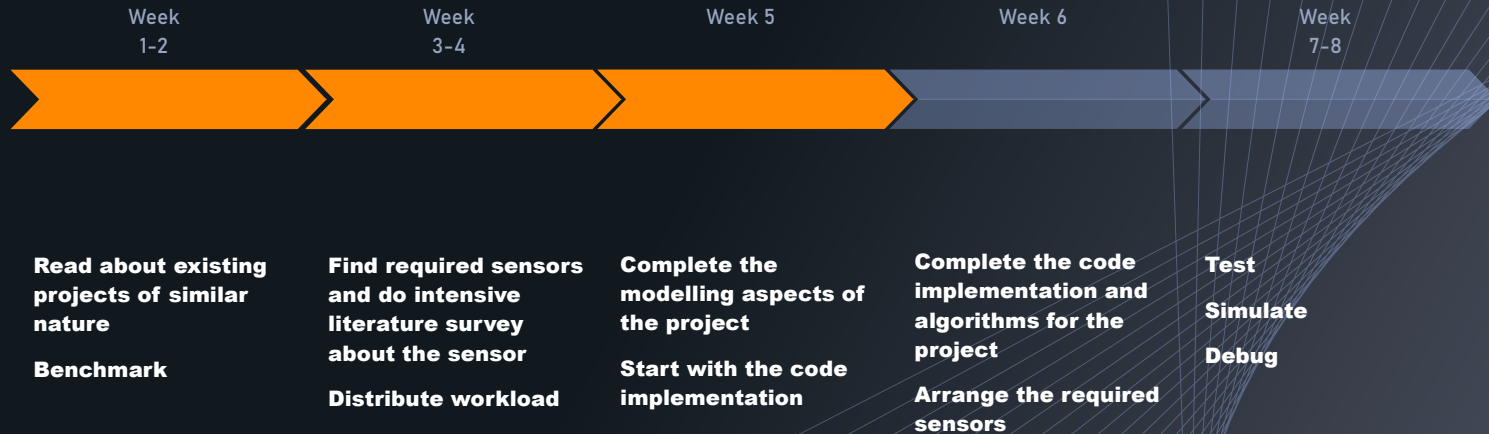 Week
1-2
Week
3-4
Week 5
Week 6
Week
7-8
Read about existing
projects of similar
nature
Benchmark
Find required sensors
and do intensive
literature survey
about the sensor
Distribute workload
Complete the
modelling aspects of
the project
Start with the code
implementation
Complete the code
implementation and
algorithms for the
project
Arrange the required
sensors
Test
Simulate
Debug